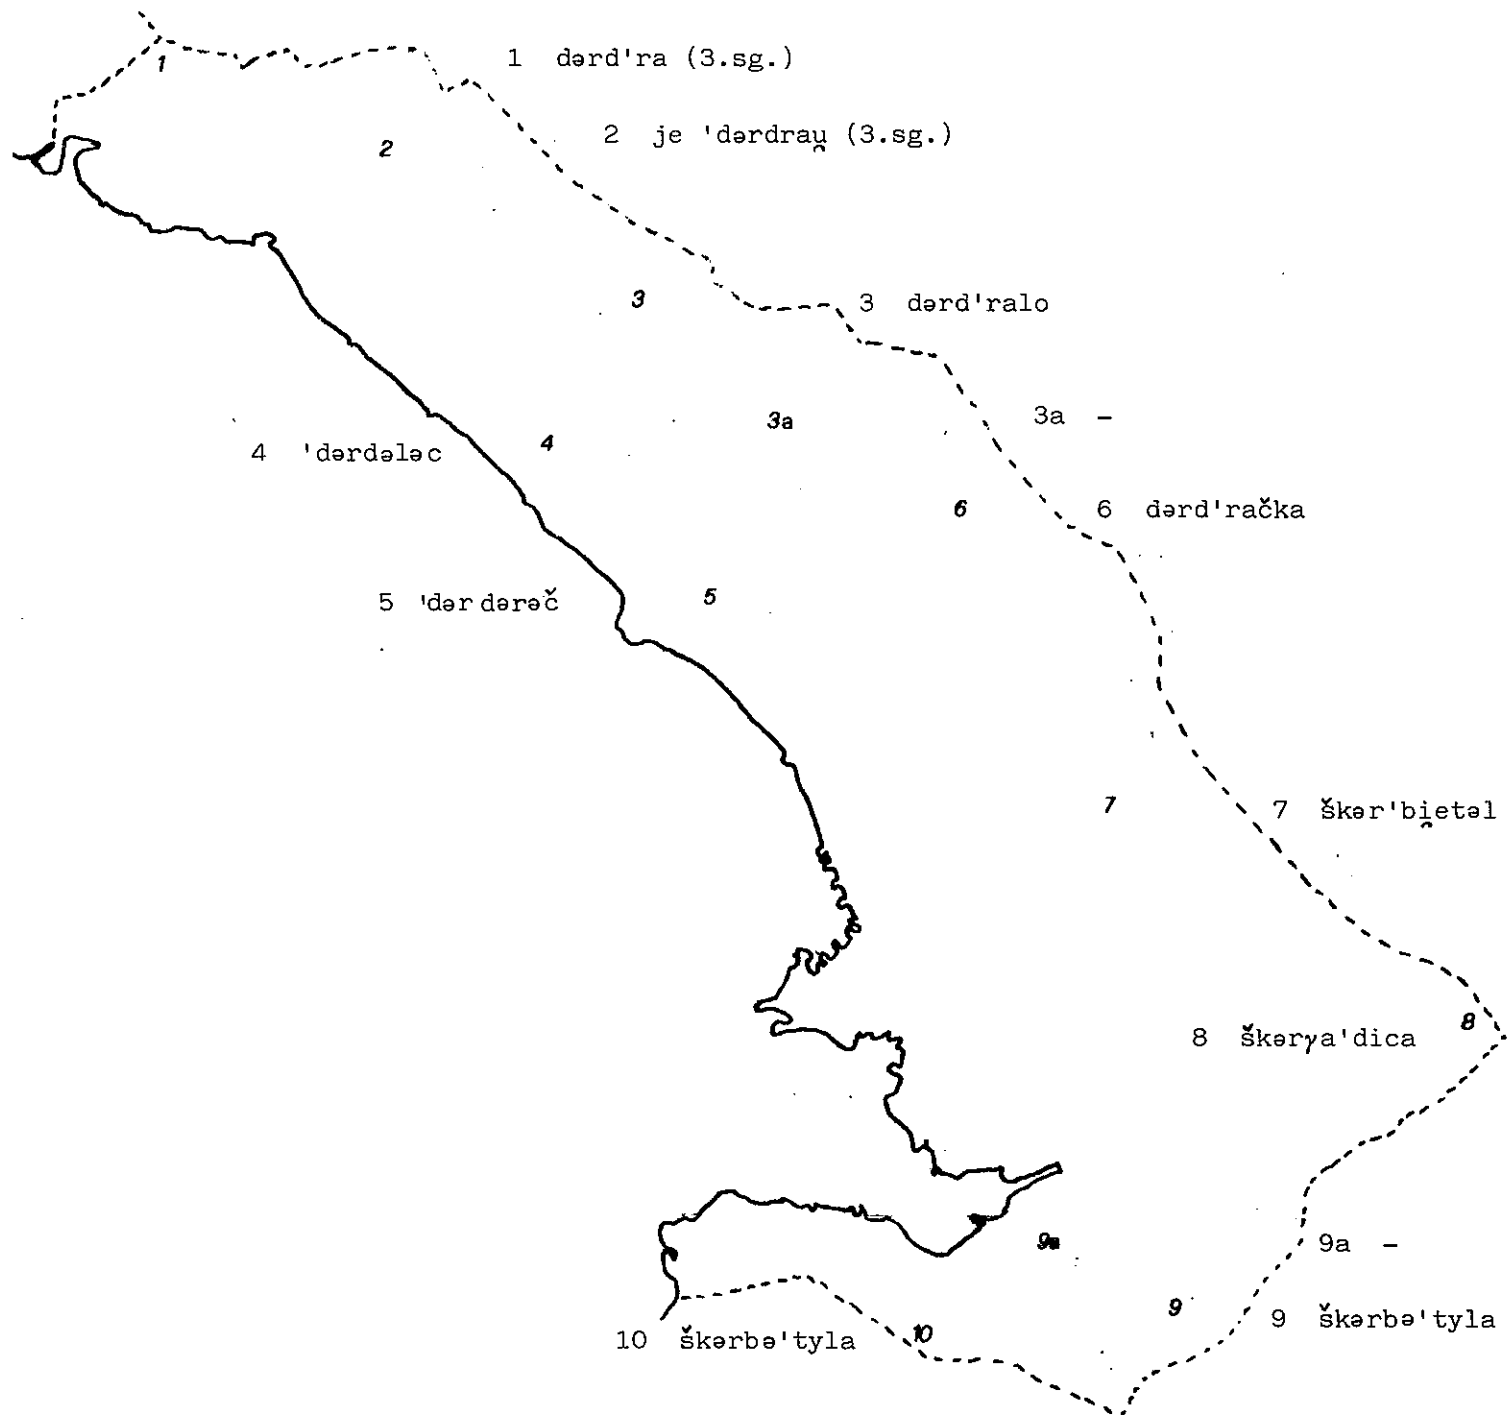 1
1 dərd'ra (3.sg.)
2
2 je 'dərdrau̯ (3.sg.)
3
3 dərd'ralo
3a
3a –
4 'dərdələc
4
6
6 dərd'račka
5 'dərdərəč
5
7
7 škər'bi̯etəl
8 škərγa'dica
8
9a
9a –
9
9 škərbə'tyla
10 škərbə'tyla
10